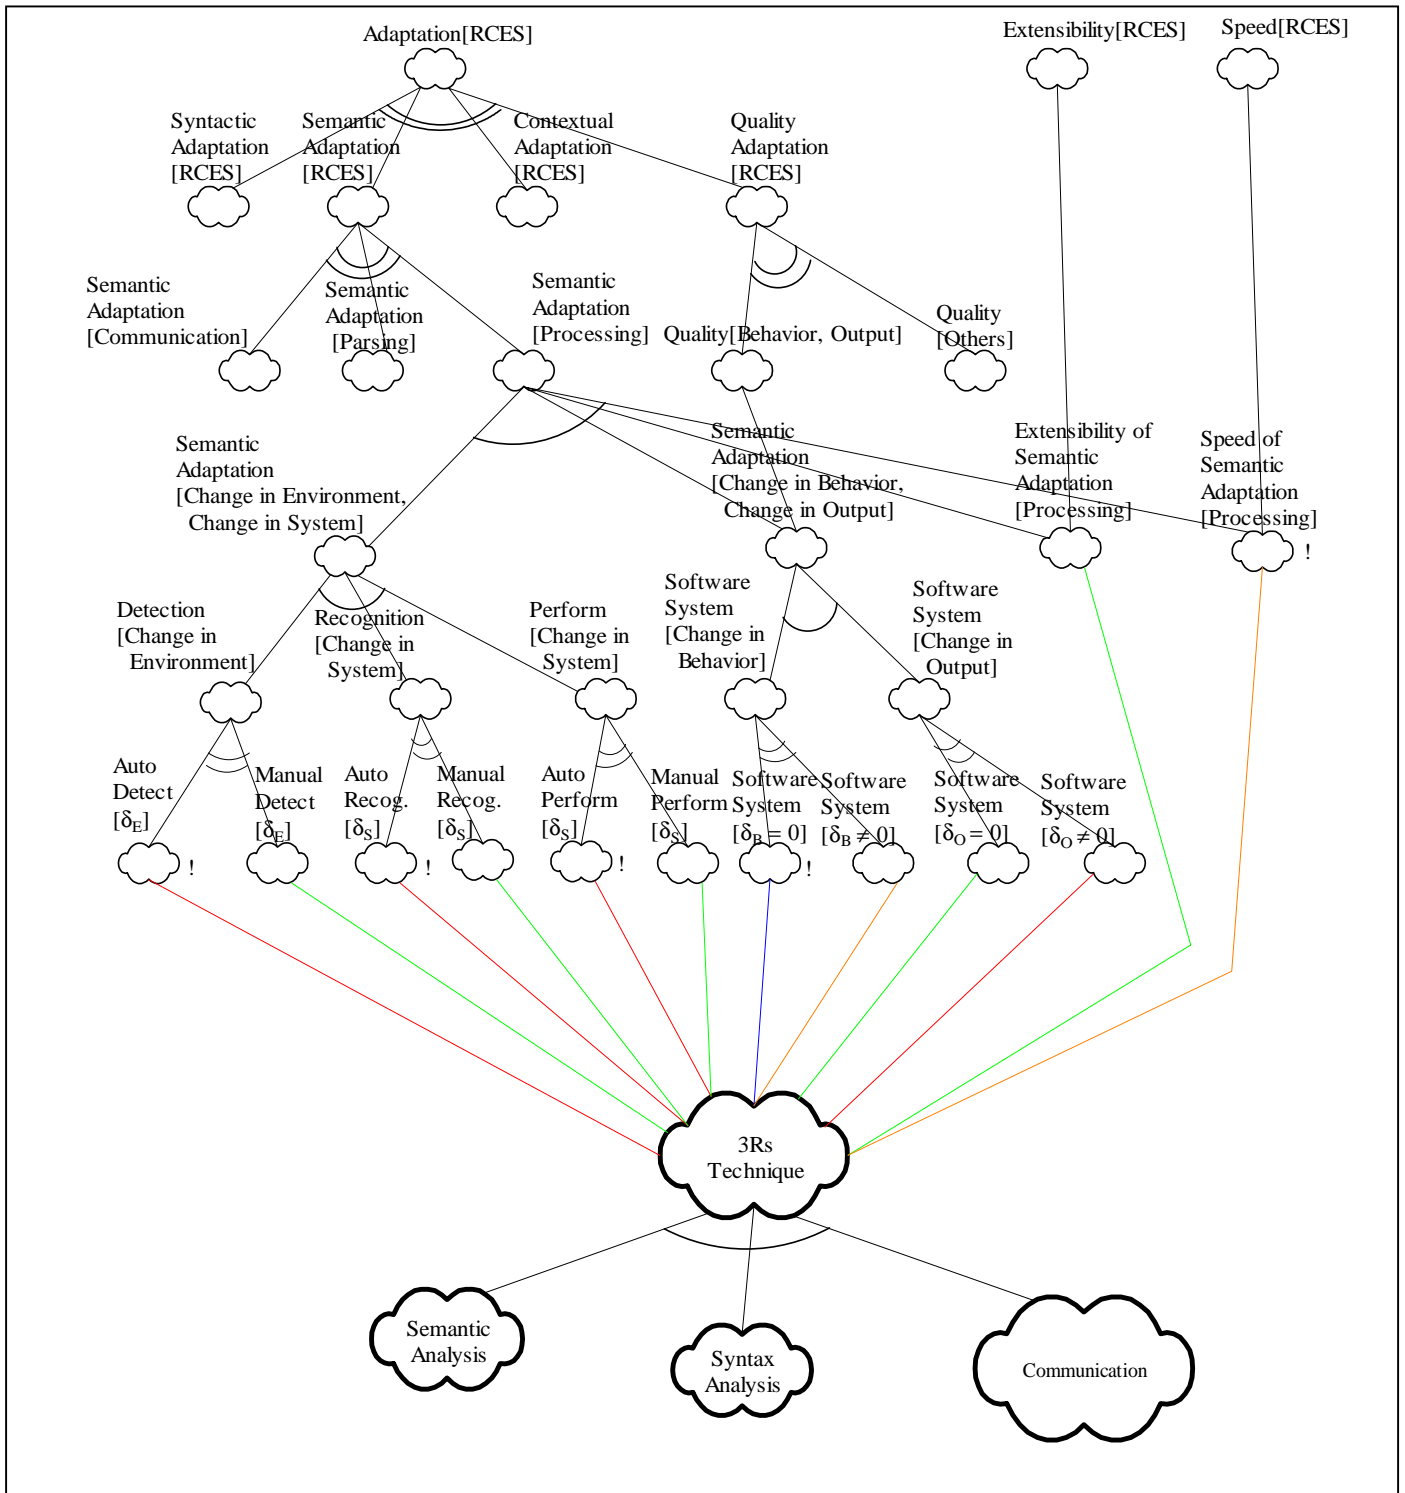 Adaptation[RCES]
Extensibility[RCES]
Speed[RCES]
Syntactic
Adaptation
[RCES]
Semantic
Adaptation
[RCES]
Contextual
Adaptation
[RCES]
Quality
Adaptation
[RCES]
Semantic
Adaptation
[Communication]
Semantic
Adaptation
[Parsing]
Semantic
Adaptation
[Processing]
Quality[Behavior, Output]
Quality
[Others]
Semantic
Adaptation
[Change in Environment,
Change in System]
Semantic
Adaptation
[Change in Behavior,
Change in Output]
Extensibility of
Semantic
Adaptation
[Processing]
Speed of
Semantic
Adaptation
[Processing]
!
Detection
[Change in
Environment]
Recognition
[Change in
System]
Perform
[Change in
System]
Software
System
[Change in
Behavior]
Software
System
[Change in
Output]
Auto
Detect
[δE]
!
Manual
Detect
[δE]
Auto
Recog.
[δS]
!
Manual
Recog.
[δS]
Auto
Perform
[δS]
!
Manual
Perform
[δS]
Software
System
[δB = 0]
!
Software
System
[δB ≠ 0]
Software
System
[δO = 0]
Software
System
[δO ≠ 0]
3Rs
Technique
Semantic
Analysis
Syntax
Analysis
Communication